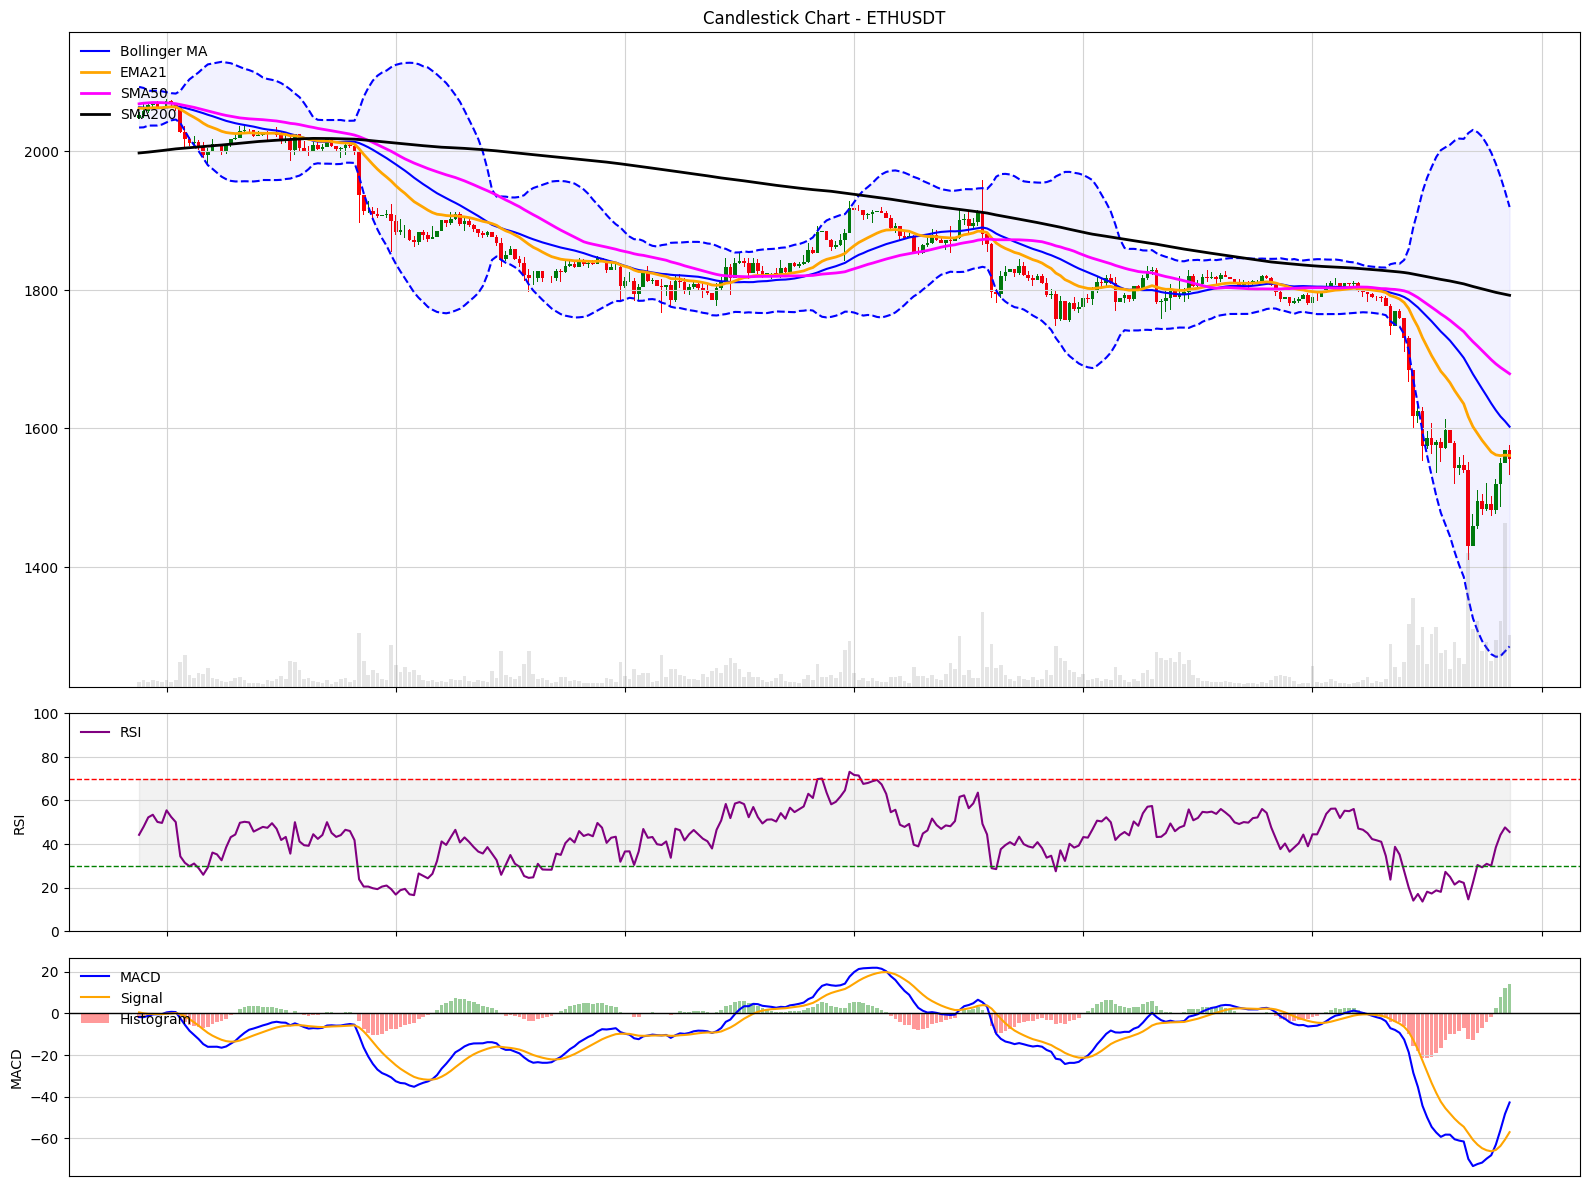 Candlestick Chart - ETHUSDT
Bollinger MA
EMA21
SMA50
SMA200
2000
1800
1600
1400
RSI
100
80
60
40
20
0
RSI
MACD
Signal
Histogram
20
0
−20
−40
−60
MACD